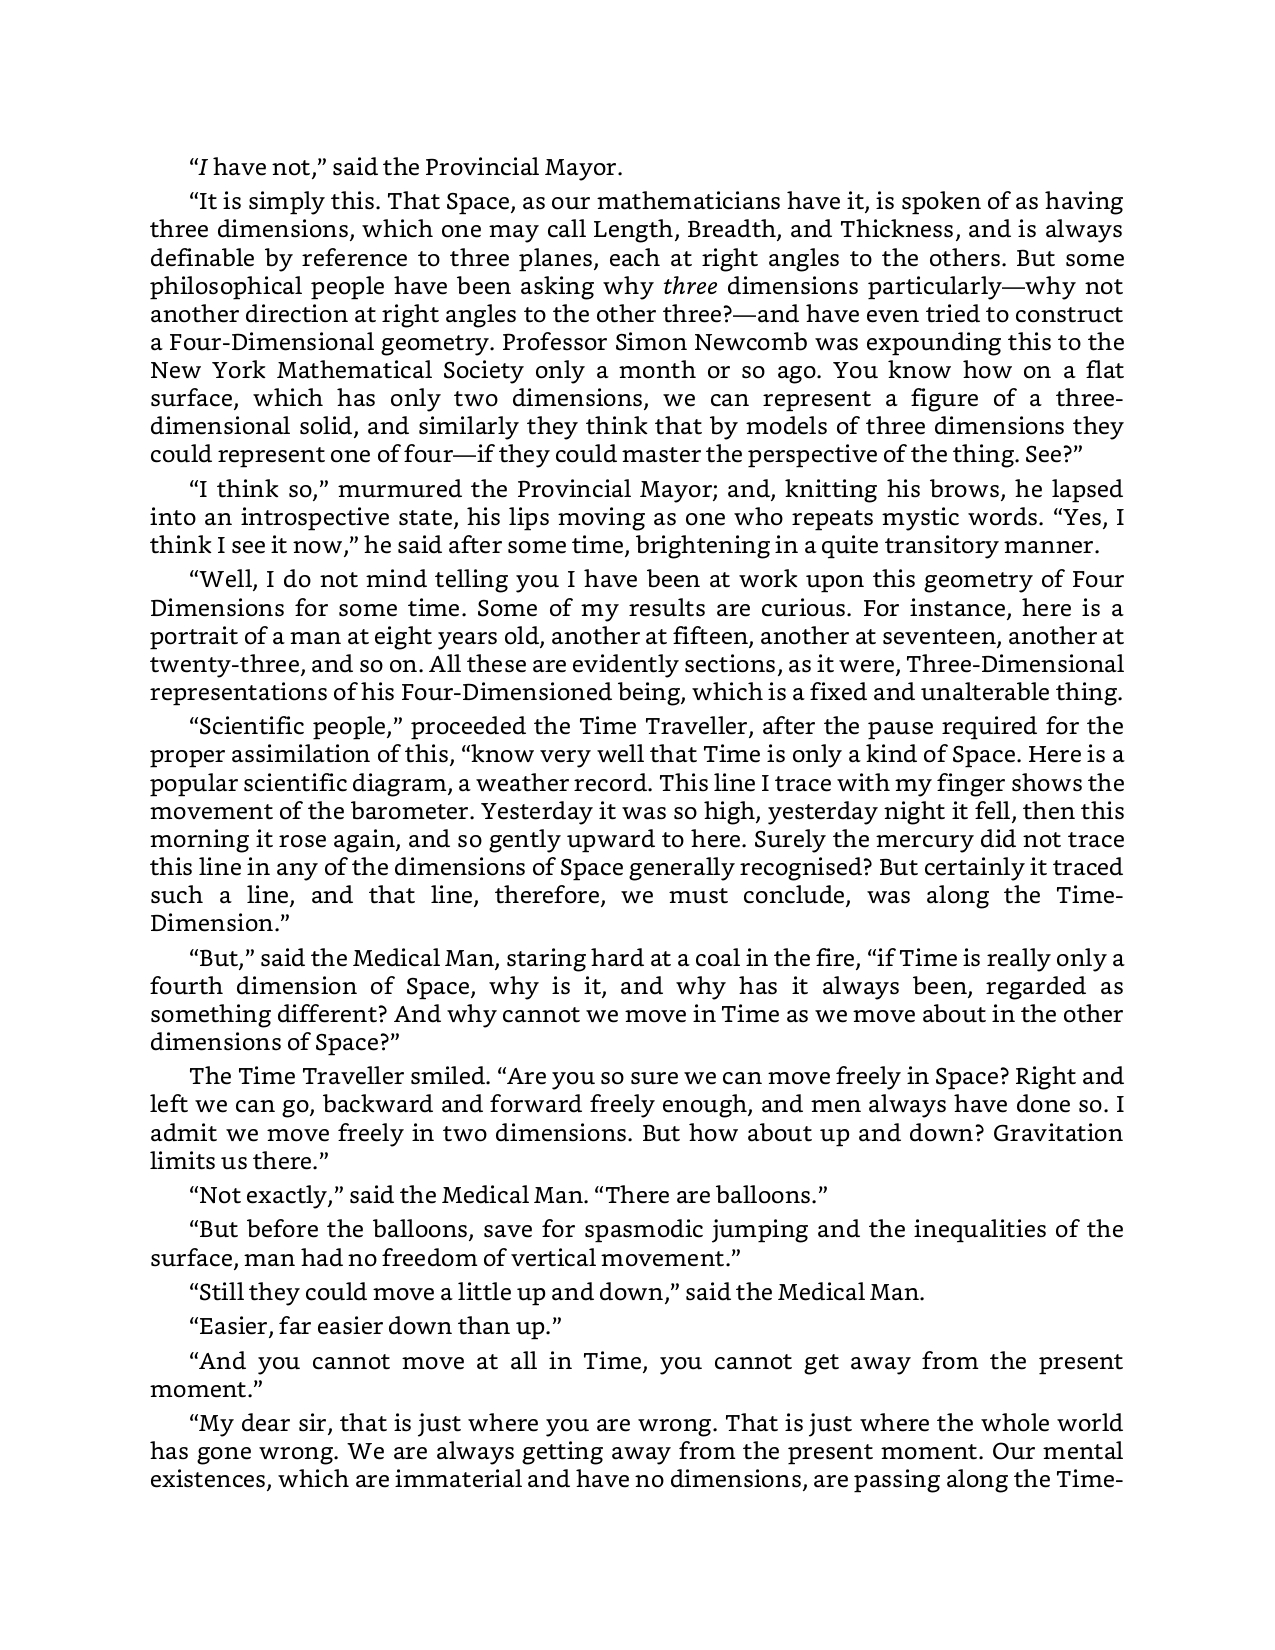 “I have not,” said the Provincial Mayor.
“It is simply this. That Space, as our mathematicians have it, is spoken of as having
three dimensions, which one may call Length, Breadth, and Thickness, and is always
definable by reference to three planes, each at right angles to the others. But some
philosophical people have been asking why three dimensions particularly—why not
another direction at right angles to the other three?—and have even tried to construct
a Four-Dimensional geometry. Professor Simon Newcomb was expounding this to the
New York Mathematical Society only a month or so ago. You know how on a flat
surface, which has only two dimensions, we can represent a figure of a three-
dimensional solid, and similarly they think that by models of three dimensions they
could represent one of four—if they could master the perspective of the thing. See?”
“I think so,” murmured the Provincial Mayor; and, knitting his brows, he lapsed
into an introspective state, his lips moving as one who repeats mystic words. “Yes, I
think I see it now,” he said after some time, brightening in a quite transitory manner.
“Well, I do not mind telling you I have been at work upon this geometry of Four
Dimensions for some time. Some of my results are curious. For instance, here is a
portrait of a man at eight years old, another at fifteen, another at seventeen, another at
twenty-three, and so on. All these are evidently sections, as it were, Three-Dimensional
representations of his Four-Dimensioned being, which is a fixed and unalterable thing.
“Scientific people,” proceeded the Time Traveller, after the pause required for the
proper assimilation of this, “know very well that Time is only a kind of Space. Here is a
popular scientific diagram, a weather record. This line I trace with my finger shows the
movement of the barometer. Yesterday it was so high, yesterday night it fell, then this
morning it rose again, and so gently upward to here. Surely the mercury did not trace
this line in any of the dimensions of Space generally recognised? But certainly it traced
such a line, and that line, therefore, we must conclude, was along the Time-
Dimension.”
“But,” said the Medical Man, staring hard at a coal in the fire, “if Time is really only a
fourth dimension of Space, why is it, and why has it always been, regarded as
something different? And why cannot we move in Time as we move about in the other
dimensions of Space?”
The Time Traveller smiled. “Are you so sure we can move freely in Space? Right and
left we can go, backward and forward freely enough, and men always have done so. I
admit we move freely in two dimensions. But how about up and down? Gravitation
limits us there.”
“Not exactly,” said the Medical Man. “There are balloons.”
“But before the balloons, save for spasmodic jumping and the inequalities of the
surface, man had no freedom of vertical movement.”
“Still they could move a little up and down,” said the Medical Man.
“Easier, far easier down than up.”
“And you cannot move at all in Time, you cannot get away from the present
moment.”
“My dear sir, that is just where you are wrong. That is just where the whole world
has gone wrong. We are always getting away from the present moment. Our mental
existences, which are immaterial and have no dimensions, are passing along the Time-